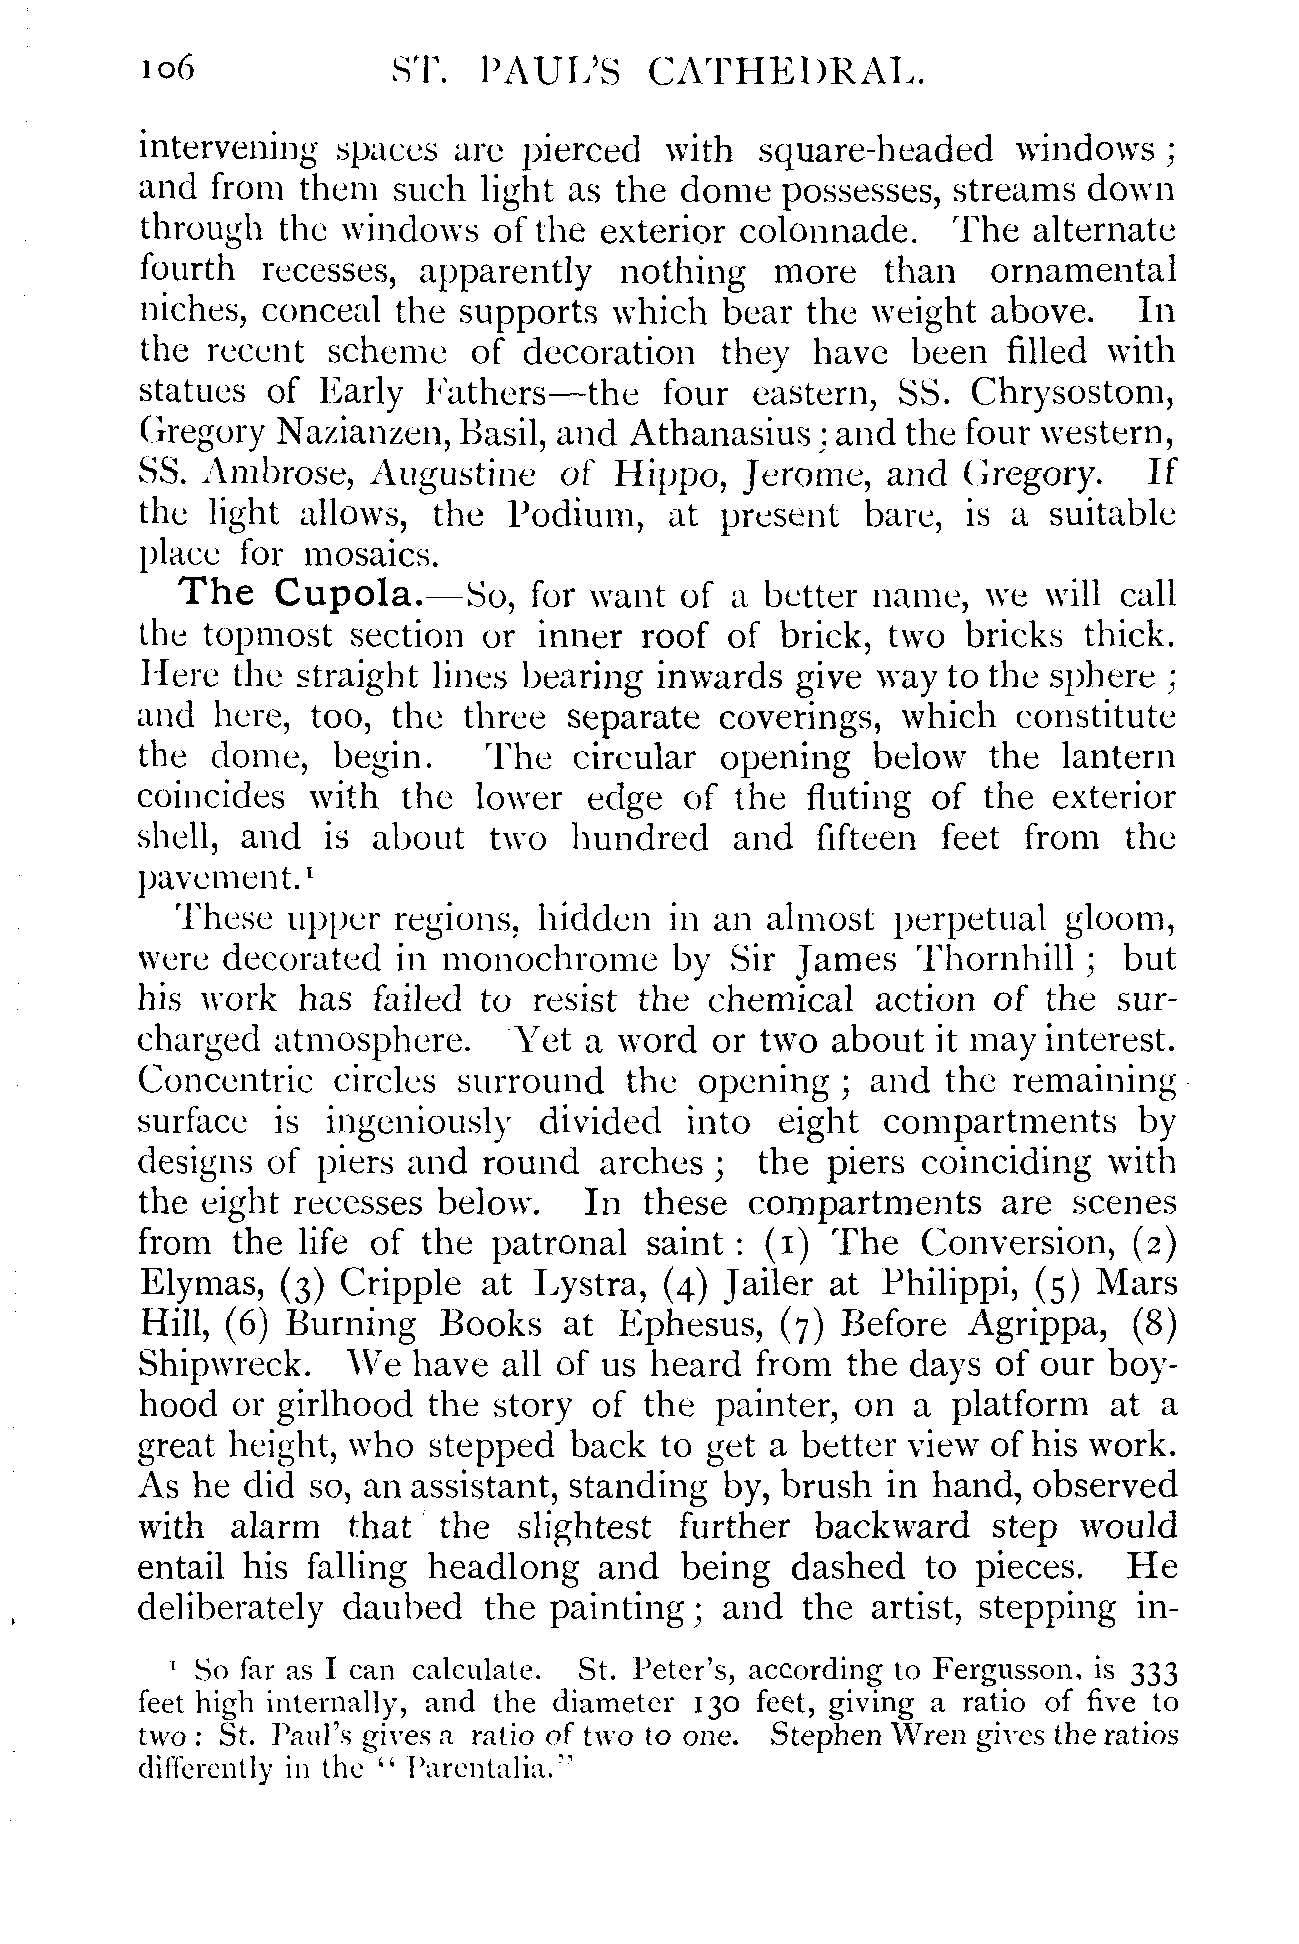 106 ST. PAUL'S CATHEDRAL.
intervening spaces are pierced with square-headed windows ;
and from them such light as the dome possesses, streams down
through the windows of the exterior colonnade. The alternate
fourth recesses, apparently nothing more than ornamental
niches, conceal the supports which bear the weight above. In
the recent scheme of decoration they have been filled with
statues of Early Fathers—the four eastern, SS. Chrysostom,
Gregory Nazianzen, Basil, and Athanasius ; and the four western,
SS. Ambrose, Augustine of Hippo, Jerome, and Gregory. If
the light allows, the Podium, at present bare, is a suitable
place for mosaics.
The Cupola.—So, for want of a better name, we will call
the topmost section or inner roof of brick, two bricks thick.
Here the straight lines bearing inwards give way to the sphere ;
and here, too, the three separate coverings, which constitute
the dome, begin. The circular opening below the lantern
coincides with the lower edge of the fluting of the exterior
shell, and is about two hundred and fifteen feet from the
pavement.¹
These upper regions, hidden in an almost perpetual gloom,
were decorated in monochrome by Sir James Thornhill ; but
his work has failed to resist the chemical action of the sur-
charged atmosphere. Yet a word or two about it may interest.
Concentric circles surround the opening ; and the remaining
surface is ingeniously divided into eight compartments by
designs of piers and round arches ; the piers coinciding with
the eight recesses below. In these compartments are scenes
from the life of the patronal saint : (1) The Conversion, (2)
Elymas, (3) Cripple at Lystra, (4) Jailer at Philippi, (5) Mars
Hill, (6) Burning Books at Ephesus, (7) Before Agrippa, (8)
Shipwreck. We have all of us heard from the days of our boy-
hood or girlhood the story of the painter, on a platform at a
great height, who stepped back to get a better view of his work.
As he did so, an assistant, standing by, brush in hand, observed
with alarm that the slightest further backward step would
entail his falling headlong and being dashed to pieces. He
deliberately daubed the painting ; and the artist, stepping in-
¹ So far as I can calculate. St. Peter's, according to Fergusson, is 333
feet high internally, and the diameter 130 feet, giving a ratio of five to
two : St. Paul's gives a ratio of two to one. Stephen Wren gives the ratios
differently in the "Parentalia."